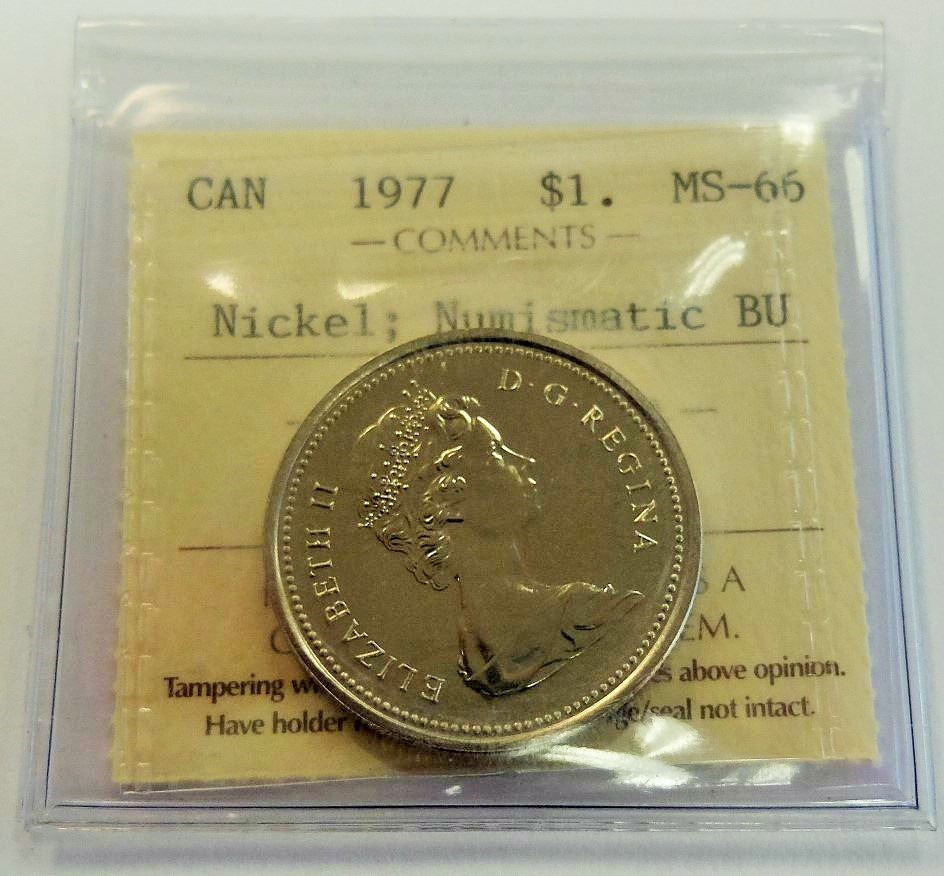 CAN 1977 $1. MS-66
— COMMENTS —
Nickel; Numismatic BU
ELIZABETH II D·G·REGINA
A
EM.
Tampering above opinion.
Have holder ge/seal not intact.